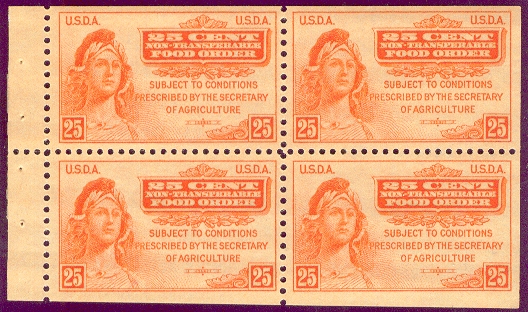 U.S.D.A. U.S.D.A.
25 CENT
NON-TRANSFERABLE
FOOD ORDER
SUBJECT TO CONDITIONS
PRESCRIBED BY THE SECRETARY
OF AGRICULTURE
25 25
U.S.D.A. U.S.D.A.
25 CENT
NON-TRANSFERABLE
FOOD ORDER
SUBJECT TO CONDITIONS
PRESCRIBED BY THE SECRETARY
OF AGRICULTURE
25 25
U.S.D.A. U.S.D.A.
25 CENT
NON-TRANSFERABLE
FOOD ORDER
SUBJECT TO CONDITIONS
PRESCRIBED BY THE SECRETARY
OF AGRICULTURE
25 25
U.S.D.A. U.S.D.A.
25 CENT
NON-TRANSFERABLE
FOOD ORDER
SUBJECT TO CONDITIONS
PRESCRIBED BY THE SECRETARY
OF AGRICULTURE
25 25